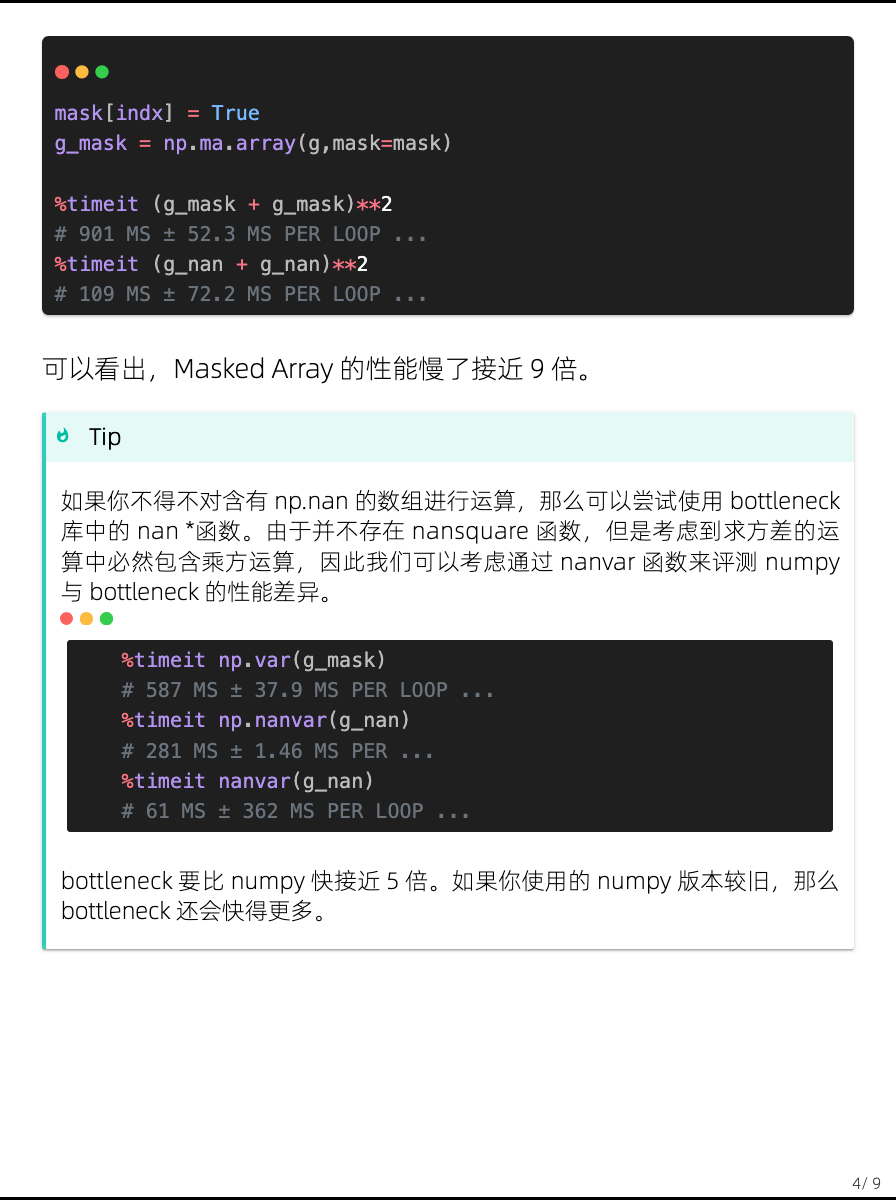 mask[indx] = True
g_mask = np.ma.array(g,mask=mask)
%timeit (g_mask + g_mask)**2
# 901 MS ± 52.3 MS PER LOOP ...
%timeit (g_nan + g_nan)**2
# 109 MS ± 72.2 MS PER LOOP ...
可以看出，Masked Array 的性能慢了接近 9 倍。
Tip
如果你不得不对含有 np.nan 的数组进行运算，那么可以尝试使用 bottleneck
库中的 nan *函数。由于并不存在 nansquare 函数，但是考虑到求方差的运
算中必然包含乘方运算，因此我们可以考虑通过 nanvar 函数来评测 numpy
与 bottleneck 的性能差异。
%timeit np.var(g_mask)
# 587 MS ± 37.9 MS PER LOOP ...
%timeit np.nanvar(g_nan)
# 281 MS ± 1.46 MS PER ...
%timeit nanvar(g_nan)
# 61 MS ± 362 MS PER LOOP ...
bottleneck 要比 numpy 快接近 5 倍。如果你使用的 numpy 版本较旧，那么
bottleneck 还会快得更多。
4/ 9